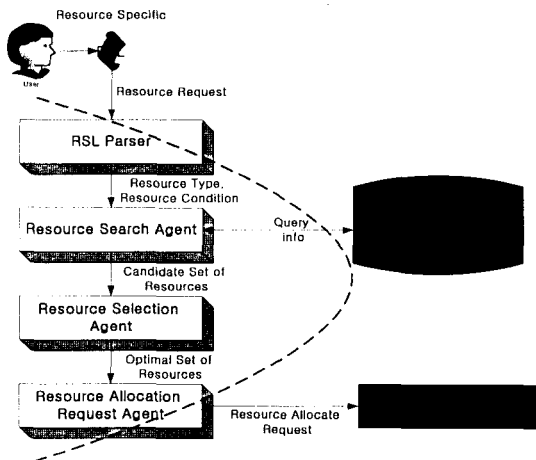 Resource Specific
User
Resource Request
RSL Parser
Resource Type,
Resource Condition
Resource Search Agent
Query
info
Candidate Set of
Resources
Resource Selection
Agent
Optimal Set of
Resources
Resource Allocation
Request Agent
Resource Allocate
Request